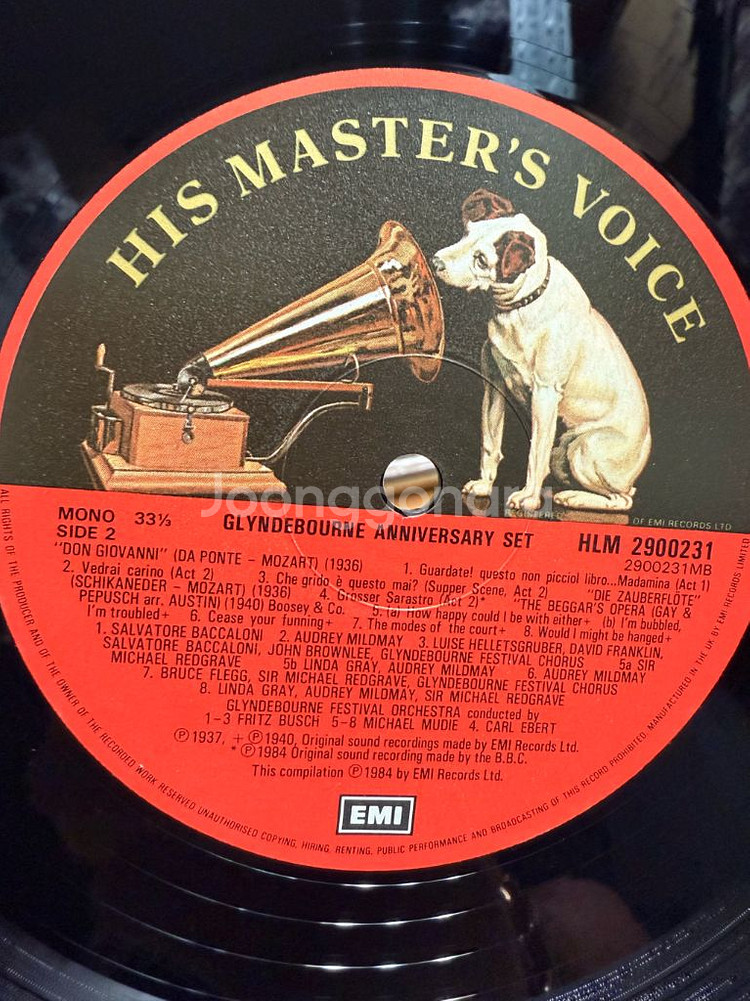 HIS MASTER'S VOICE
Joonggonara
REGISTERED
OF EMI RECORDS LTD
MONO 33⅓
SIDE 2
GLYNDEBOURNE ANNIVERSARY SET
HLM 2900231
2900231MB
"DON GIOVANNI" (DA PONTE – MOZART) (1936) 1. Guardate! questo non picciol libro...Madamina (Act 1)
2. Vedrai carino (Act 2) 3. Che grido è questo mai? (Supper Scene, Act 2) "DIE ZAUBERFLÖTE"
(SCHIKANEDER – MOZART) (1936) 4. Grosser Sarastro (Act 2)* "THE BEGGAR'S OPERA (GAY &
PEPUSCH arr. AUSTIN) (1940) Boosey & Co. 5. (a) How happy could I be with either+ (b) I'm bubbled,
I'm troubled+ 6. Cease your funning+ 7. The modes of the court+ 8. Would I might be hanged+
1. SALVATORE BACCALONI 2. AUDREY MILDMAY 3. LUISE HELLETSGRUBER, DAVID FRANKLIN,
SALVATORE BACCALONI, JOHN BROWNLEE, GLYNDEBOURNE FESTIVAL CHORUS 5a SIR
MICHAEL REDGRAVE 5b LINDA GRAY, AUDREY MILDMAY 6. AUDREY MILDMAY
7. BRUCE FLEGG, SIR MICHAEL REDGRAVE, GLYNDEBOURNE FESTIVAL CHORUS
8. LINDA GRAY, AUDREY MILDMAY, SIR MICHAEL REDGRAVE
GLYNDEBOURNE FESTIVAL ORCHESTRA conducted by
1–3 FRITZ BUSCH 5–8 MICHAEL MUDIE 4. CARL EBERT
℗1937, +℗1940, Original sound recordings made by EMI Records Ltd.
*℗1984 Original sound recording made by the B.B.C.
This compilation ℗1984 by EMI Records Ltd.
EMI
ALL RIGHTS OF THE PRODUCER AND OF THE OWNER OF THE RECORDED WORK RESERVED UNAUTHORISED COPYING, HIRING, RENTING, PUBLIC PERFORMANCE AND BROADCASTING OF THIS RECORD PROHIBITED. MANUFACTURED IN THE U.K. BY EMI RECORDS LIMITED